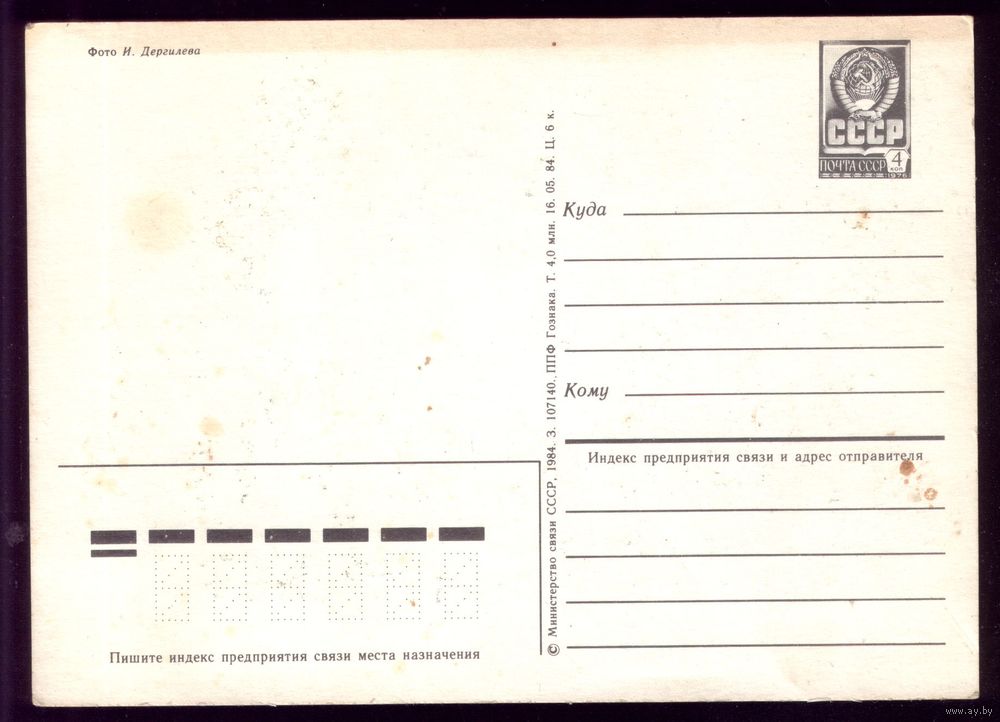 Фото И. Дергилева
СССР
ПОЧТА СССР
4
КОП
1976
Куда
Кому
Индекс предприятия связи и адрес отправителя
© Министерство связи СССР, 1984. З. 107140. ППФ Гознака. Т. 4,0 млн. 16. 05. 84. Ц. 6 к.
Пишите индекс предприятия связи места назначения
www.ay.by